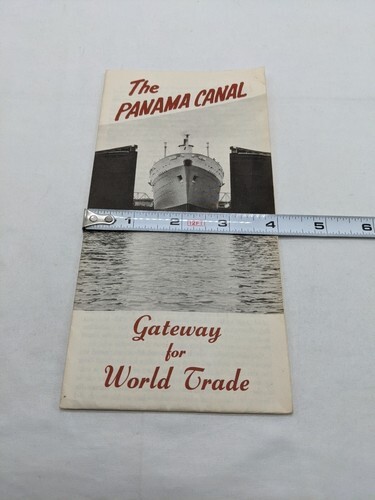 The
PANAMA CANAL
1 2 3 4 5 6
Gateway
for
World Trade